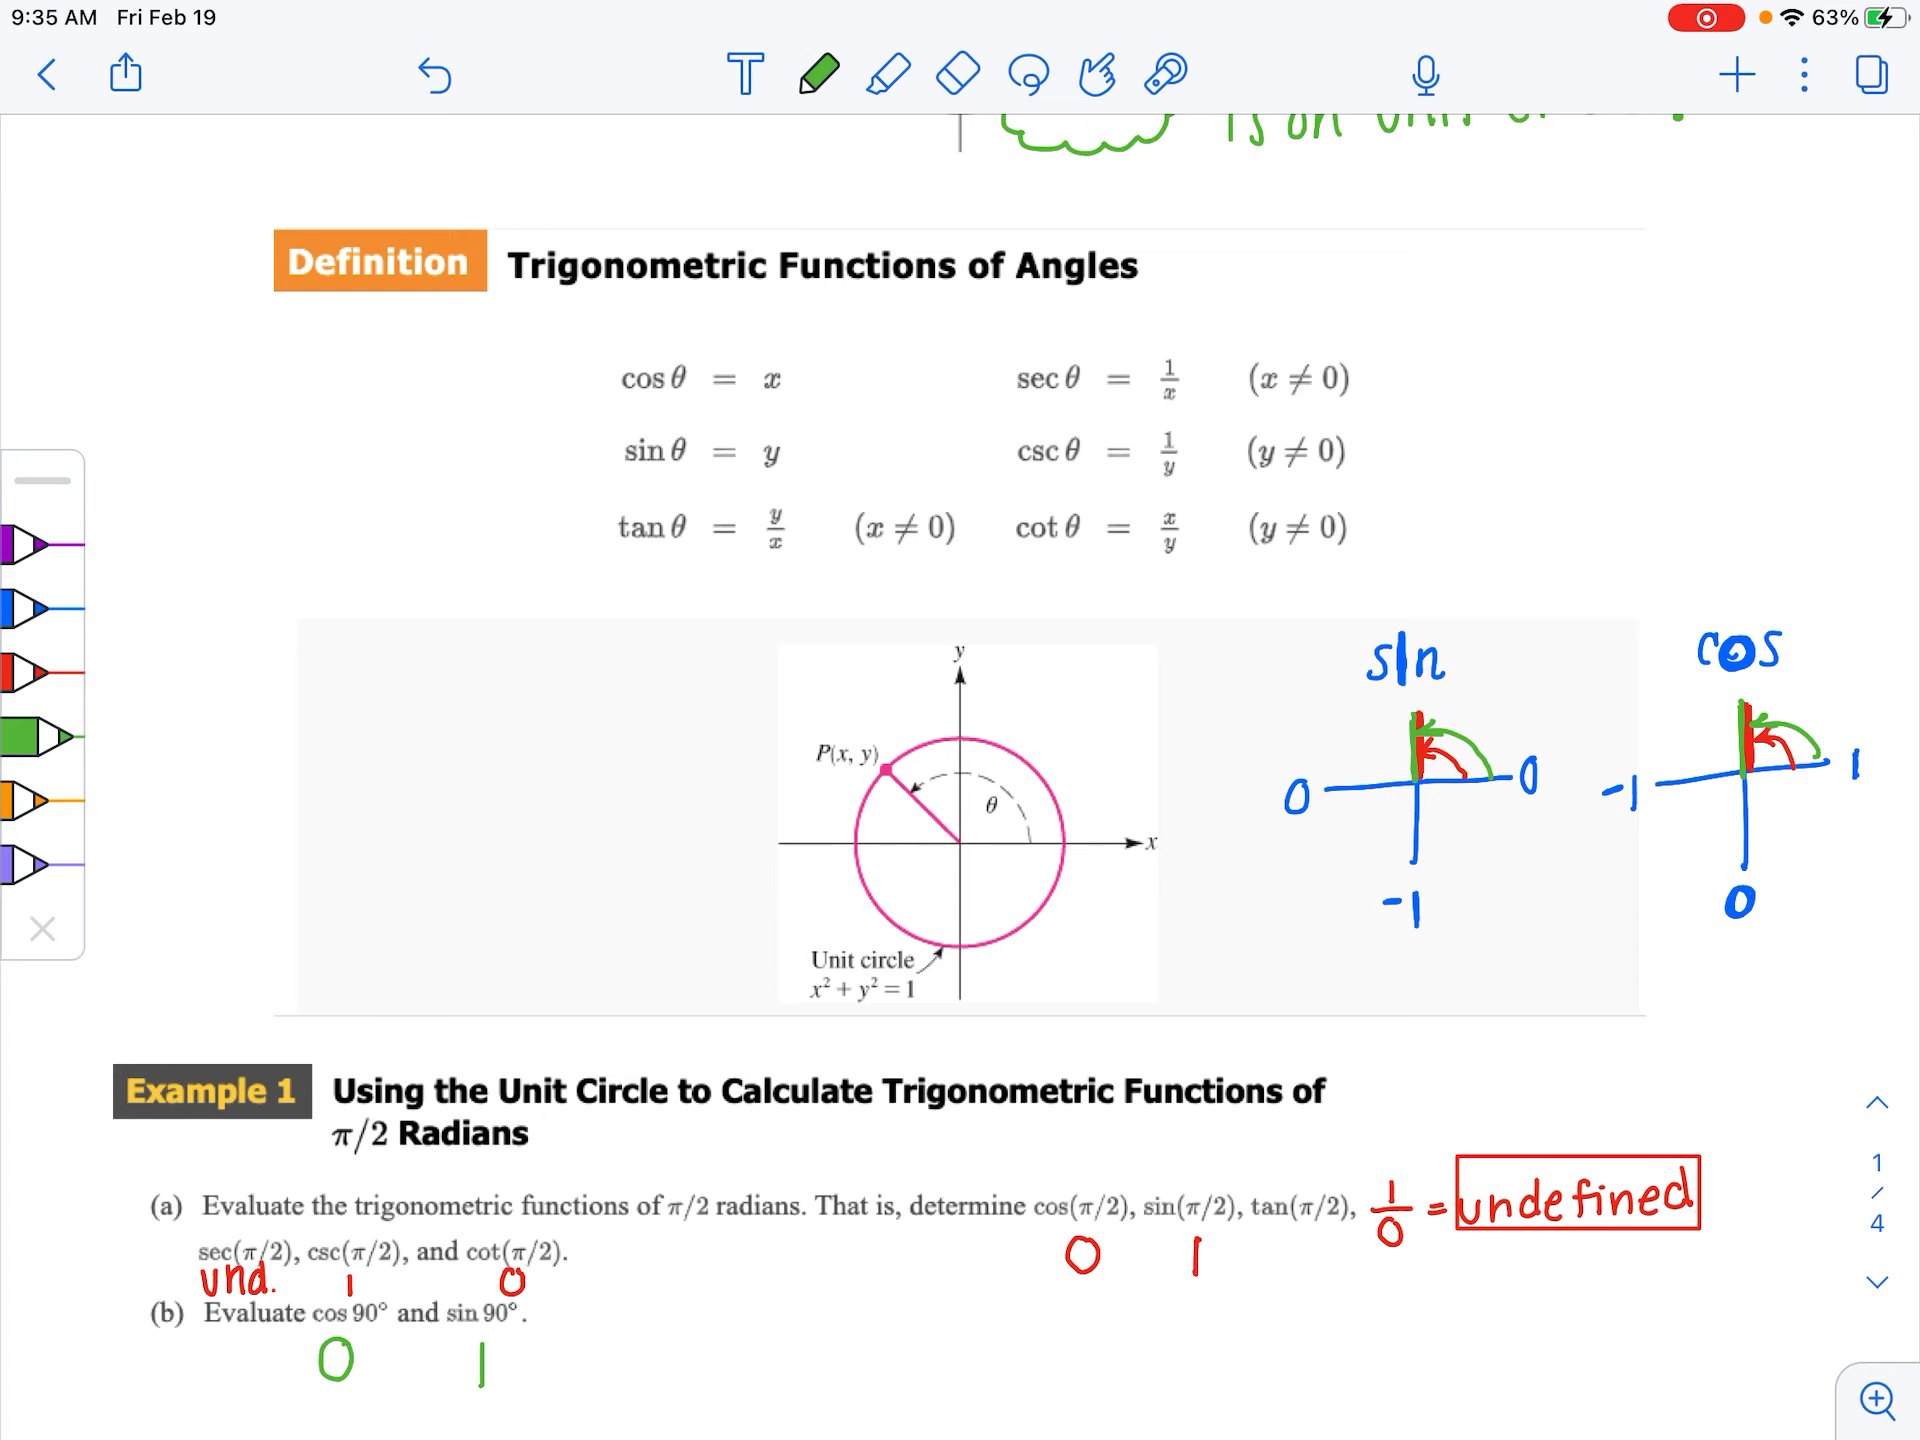 9:35 AM Fri Feb 19 63%
is on unit
Definition Trigonometric Functions of Angles
cos θ = x sec θ = 1/x (x ≠ 0)
sin θ = y csc θ = 1/y (y ≠ 0)
tan θ = y/x (x ≠ 0) cot θ = x/y (y ≠ 0)
y
P(x, y)
θ
x
Unit circle
x² + y² = 1
sin
0 0
-1
cos
-1 1
0
Example 1 Using the Unit Circle to Calculate Trigonometric Functions of
π/2 Radians
(a) Evaluate the trigonometric functions of π/2 radians. That is, determine cos(π/2), sin(π/2), tan(π/2), 1/0 = undefined
0 1
sec(π/2), csc(π/2), and cot(π/2).
und. 1 0
(b) Evaluate cos 90° and sin 90°.
0 1
1
/
4